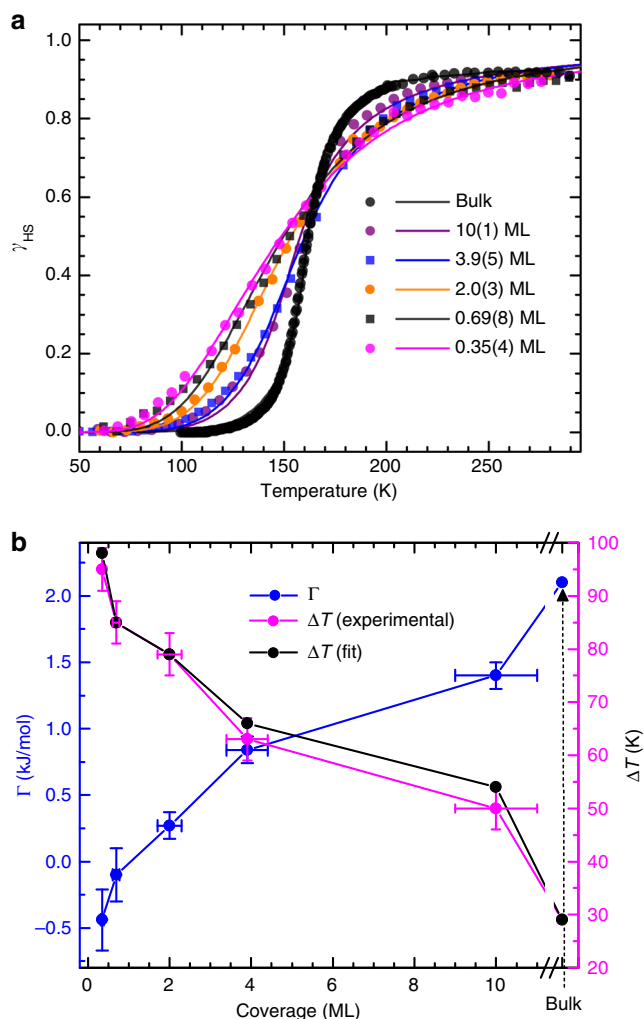 a
γHS
1.0
0.8
0.6
0.4
0.2
0.0
Bulk
10(1) ML
3.9(5) ML
2.0(3) ML
0.69(8) ML
0.35(4) ML
50 100 150 200 250
Temperature (K)
b
Γ (kJ/mol)
2.0
1.5
1.0
0.5
0.0
−0.5
Γ
ΔT (experimental)
ΔT (fit)
100
90
80
70
60
50
40
30
20
ΔT (K)
0 2 4 6 8 10
Bulk
Coverage (ML)